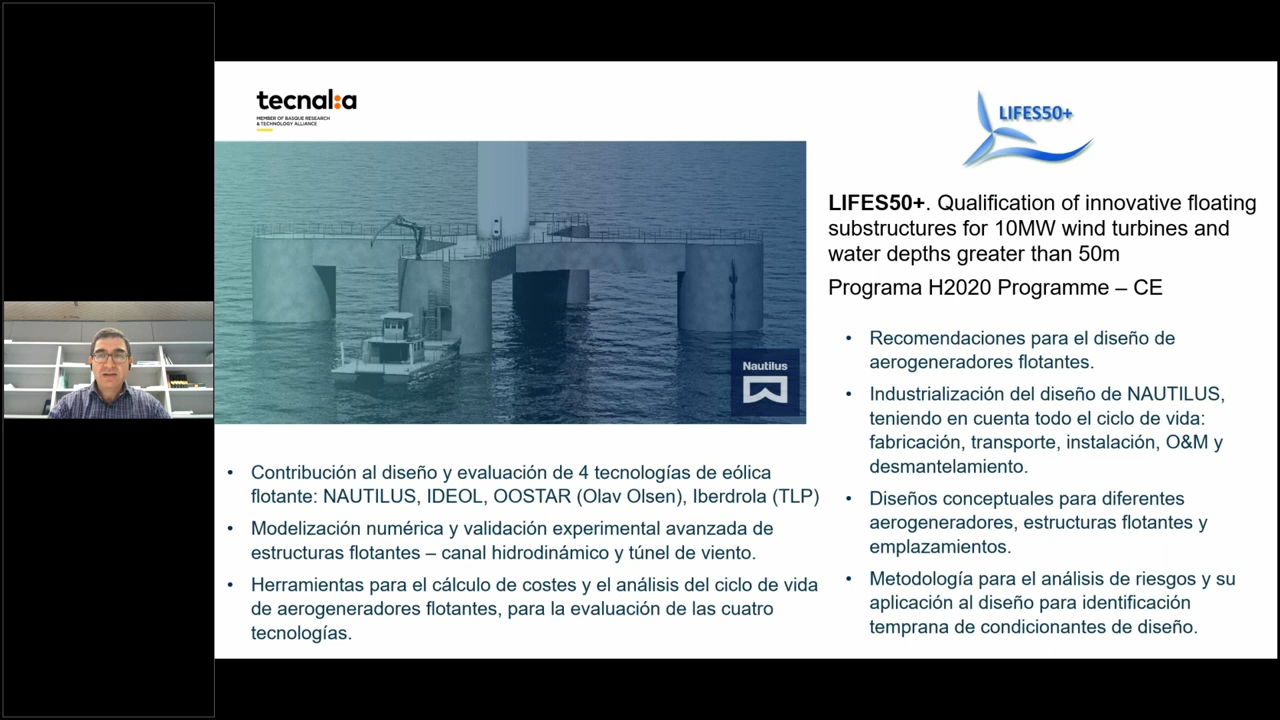 tecnal:a
MEMBER OF BASQUE RESEARCH
& TECHNOLOGY ALLIANCE
Nautilus
• Contribución al diseño y evaluación de 4 tecnologías de eólica
flotante: NAUTILUS, IDEOL, OOSTAR (Olav Olsen), Iberdrola (TLP)
• Modelización numérica y validación experimental avanzada de
estructuras flotantes – canal hidrodinámico y túnel de viento.
• Herramientas para el cálculo de costes y el análisis del ciclo de vida
de aerogeneradores flotantes, para la evaluación de las cuatro
tecnologías.
LIFES50+
LIFES50+. Qualification of innovative floating
substructures for 10MW wind turbines and
water depths greater than 50m
Programa H2020 Programme – CE
• Recomendaciones para el diseño de
aerogeneradores flotantes.
• Industrialización del diseño de NAUTILUS,
teniendo en cuenta todo el ciclo de vida:
fabricación, transporte, instalación, O&M y
desmantelamiento.
• Diseños conceptuales para diferentes
aerogeneradores, estructuras flotantes y
emplazamientos.
• Metodología para el análisis de riesgos y su
aplicación al diseño para identificación
temprana de condicionantes de diseño.